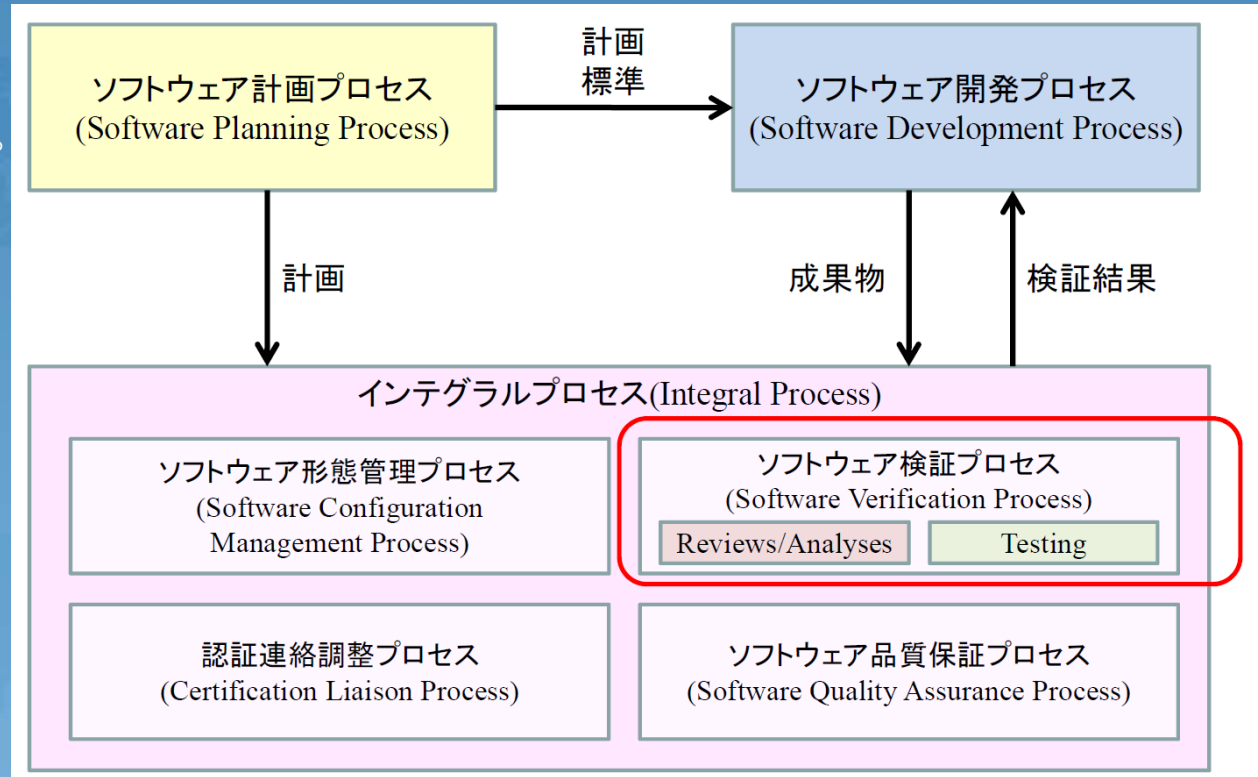 ソフトウェア計画プロセス
(Software Planning Process)
計画
標準
ソフトウェア開発プロセス
(Software Development Process)
計画
成果物
検証結果
インテグラルプロセス(Integral Process)
ソフトウェア形態管理プロセス
(Software Configuration
Management Process)
ソフトウェア検証プロセス
(Software Verification Process)
Reviews/Analyses
Testing
認証連絡調整プロセス
(Certification Liaison Process)
ソフトウェア品質保証プロセス
(Software Quality Assurance Process)